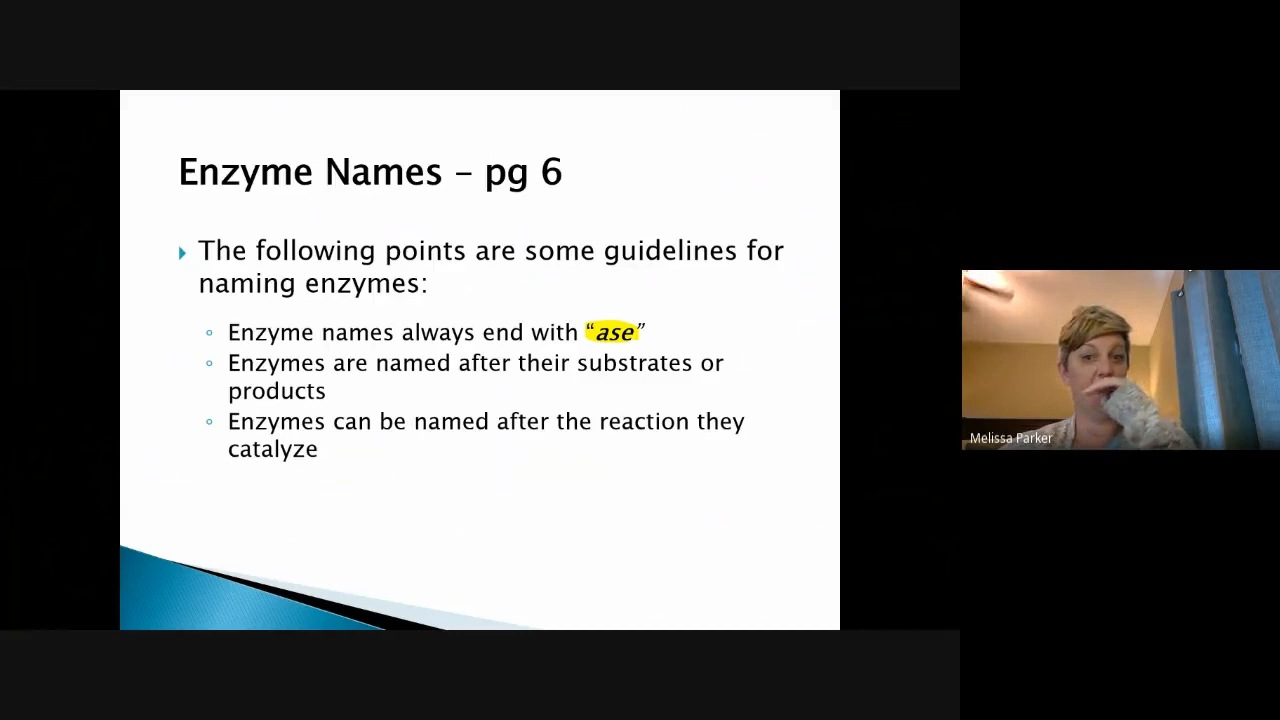 Enzyme Names – pg 6
The following points are some guidelines for
naming enzymes:
Enzyme names always end with “ase”
Enzymes are named after their substrates or
products
Enzymes can be named after the reaction they
catalyze
Melissa Parker